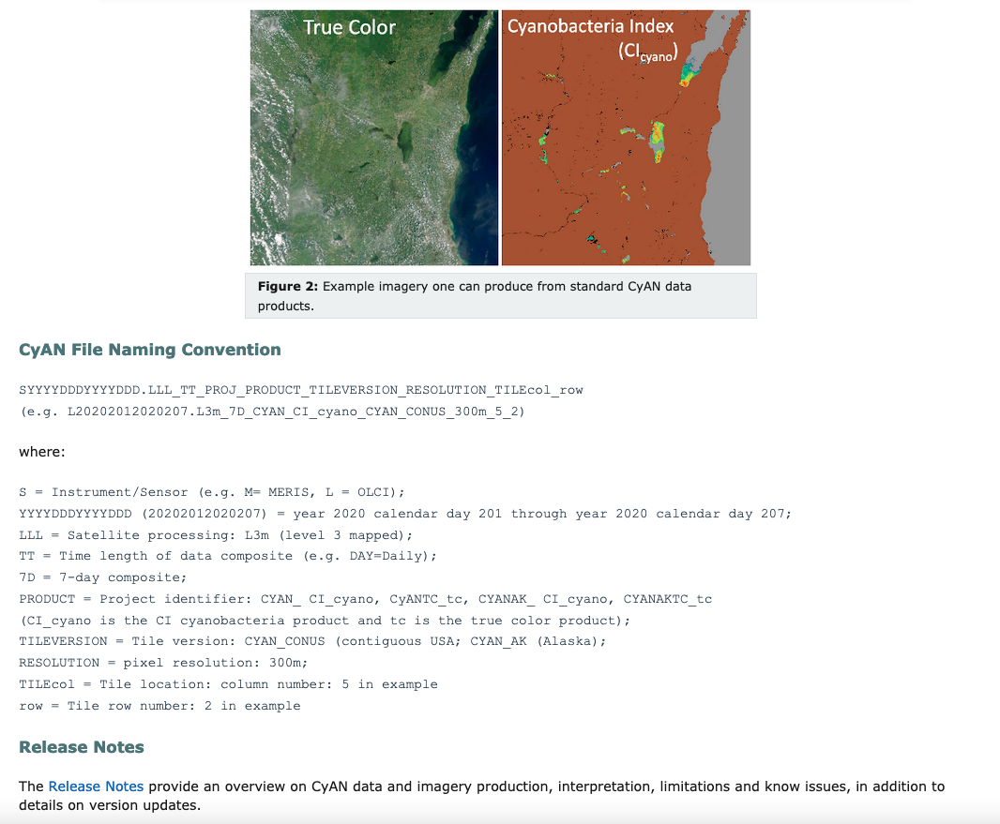 True Color
Cyanobacteria Index
(CIcyano)
Figure 2: Example imagery one can produce from standard CyAN data
products.
CyAN File Naming Convention
SYYYYDDDYYYYDDD.LLL_TT_PROJ_PRODUCT_TILEVERSION_RESOLUTION_TILEcol_row
(e.g. L20202012020207.L3m_7D_CYAN_CI_cyano_CYAN_CONUS_300m_5_2)
where:
S = Instrument/Sensor (e.g. M= MERIS, L = OLCI);
YYYYDDDYYYYDDD (20202012020207) = year 2020 calendar day 201 through year 2020 calendar day 207;
LLL = Satellite processing: L3m (level 3 mapped);
TT = Time length of data composite (e.g. DAY=Daily);
7D = 7-day composite;
PRODUCT = Project identifier: CYAN_ CI_cyano, CyANTC_tc, CYANAK_ CI_cyano, CYANAKTC_tc
(CI_cyano is the CI cyanobacteria product and tc is the true color product);
TILEVERSION = Tile version: CYAN_CONUS (contiguous USA; CYAN_AK (Alaska);
RESOLUTION = pixel resolution: 300m;
TILEcol = Tile location: column number: 5 in example
row = Tile row number: 2 in example
Release Notes
The Release Notes provide an overview on CyAN data and imagery production, interpretation, limitations and know issues, in addition to
details on version updates.